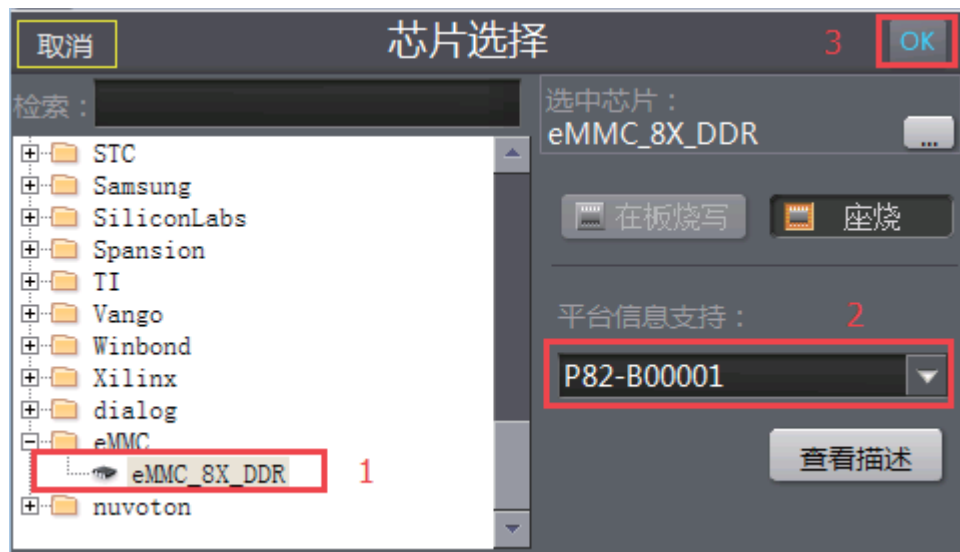 取消
芯片选择
3
OK
检索：
STC
Samsung
SiliconLabs
Spansion
TI
Vango
Winbond
Xilinx
dialog
eMMC
eMMC_8X_DDR
1
nuvoton
选中芯片：
eMMC_8X_DDR
...
在板烧写
座烧
平台信息支持：
2
P82-B00001
查看描述